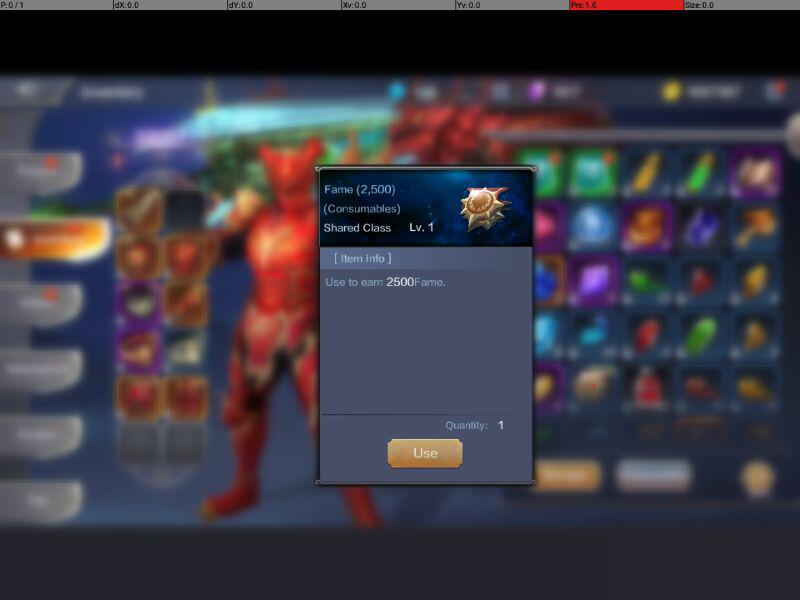 P: 0 / 1 dX: 0.0 dY: 0.0 Xv: 0.0 Yv: 0.0 Prs: 1.0 Size: 0.0
Inventory
Fame (2,500)
(Consumables)
Shared Class Lv. 1
[ Item Info ]
Use to earn 2500Fame.
Quantity: 1
Use